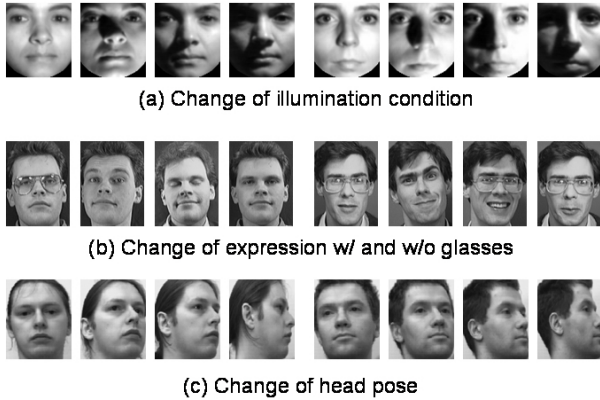 (a) Change of illumination condition
(b) Change of expression w/ and w/o glasses
(c) Change of head pose